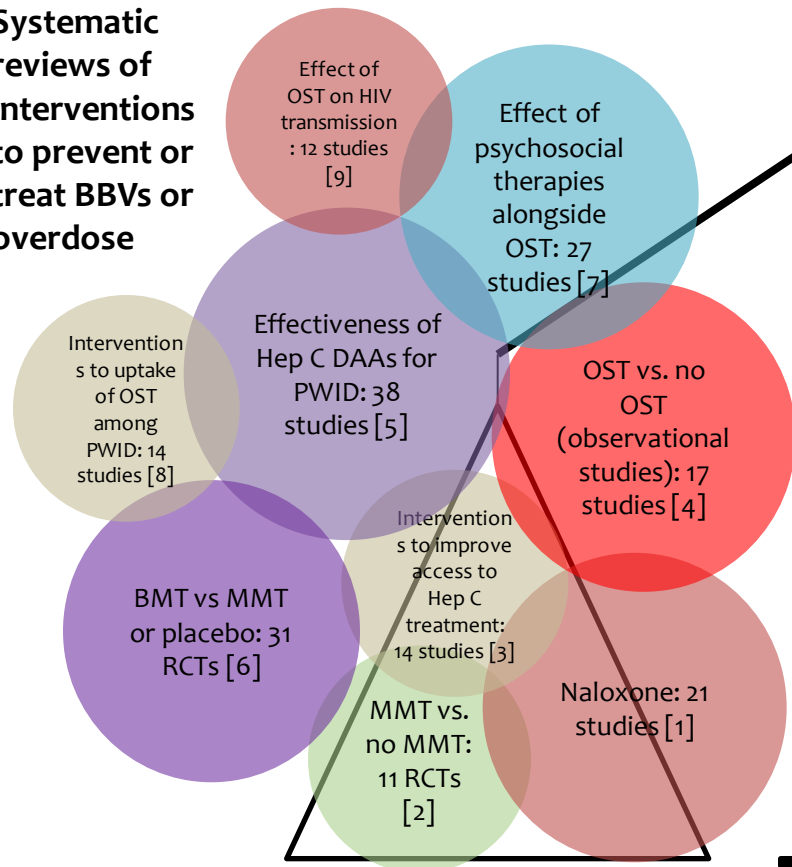 Systematic
reviews of
interventions
to prevent or
treat BBVs or
overdose
Effect of
OST on HIV
transmission
: 12 studies
[9]
Effect of
psychosocial
therapies
alongside
OST: 27
studies [7]
Effectiveness of
Hep C DAAs for
PWID: 38
studies [5]
Intervention
s to uptake
of OST
among
PWID: 14
studies [8]
OST vs. no
OST
(observational
studies): 17
studies [4]
Intervention
s to improve
access to
Hep C
treatment:
14 studies [3]
BMT vs MMT
or placebo: 31
RCTs [6]
Naloxone: 21
studies [1]
MMT vs.
no MMT:
11 RCTs
[2]